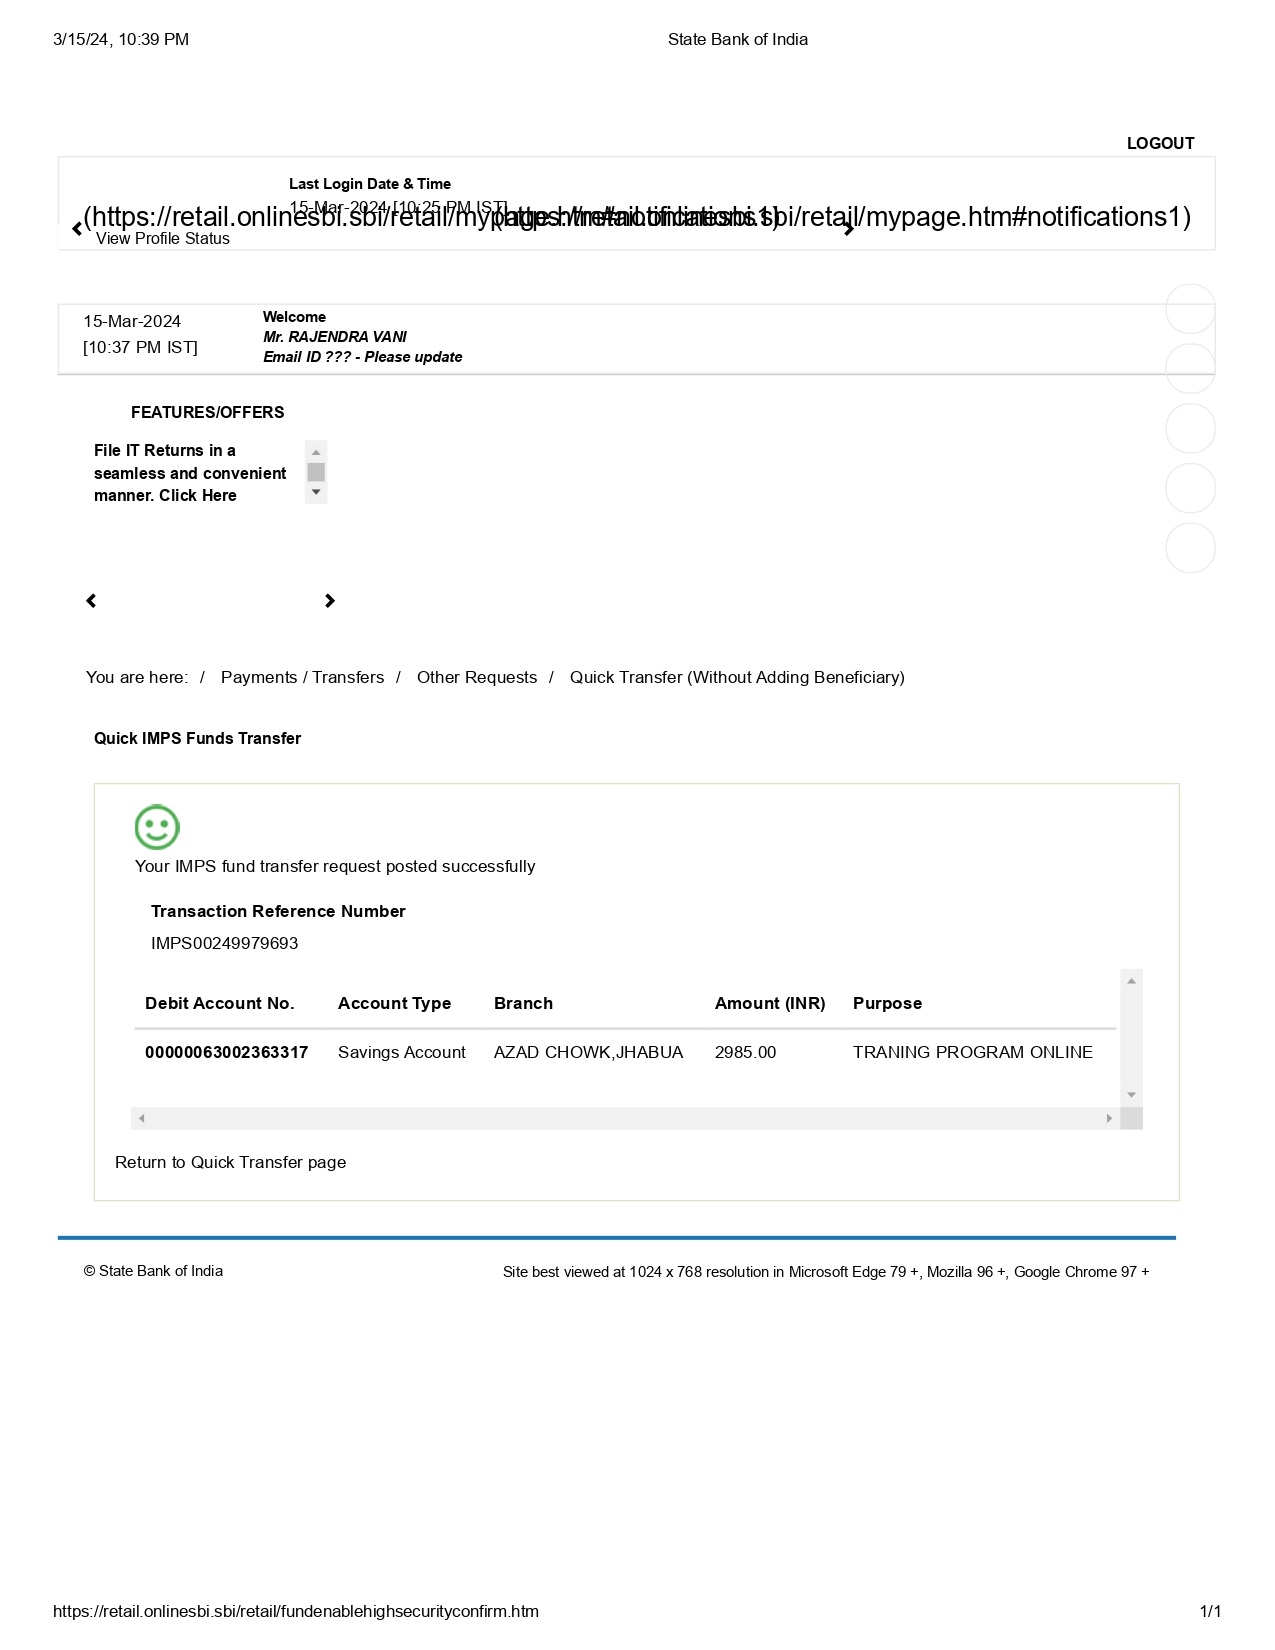 3/15/24, 10:39 PM State Bank of India
LOGOUT
Last Login Date & Time
15-Mar-2024 [10:25 PM IST]
(https://retail.onlinesbi.sbi/retail/mypage.htm#notifications1) (https://retail.onlinesbi.sbi/retail/mypage.htm#notifications1)
View Profile Status
15-Mar-2024 Welcome
[10:37 PM IST] Mr. RAJENDRA VANI
Email ID ??? - Please update
FEATURES/OFFERS
File IT Returns in a
seamless and convenient
manner. Click Here
You are here: / Payments / Transfers / Other Requests / Quick Transfer (Without Adding Beneficiary)
Quick IMPS Funds Transfer
Your IMPS fund transfer request posted successfully
Transaction Reference Number
IMPS00249979693
Debit Account No. Account Type Branch Amount (INR) Purpose
00000063002363317 Savings Account AZAD CHOWK,JHABUA 2985.00 TRANING PROGRAM ONLINE
Return to Quick Transfer page
© State Bank of India Site best viewed at 1024 x 768 resolution in Microsoft Edge 79 +, Mozilla 96 +, Google Chrome 97 +
https://retail.onlinesbi.sbi/retail/fundenablehighsecurityconfirm.htm 1/1